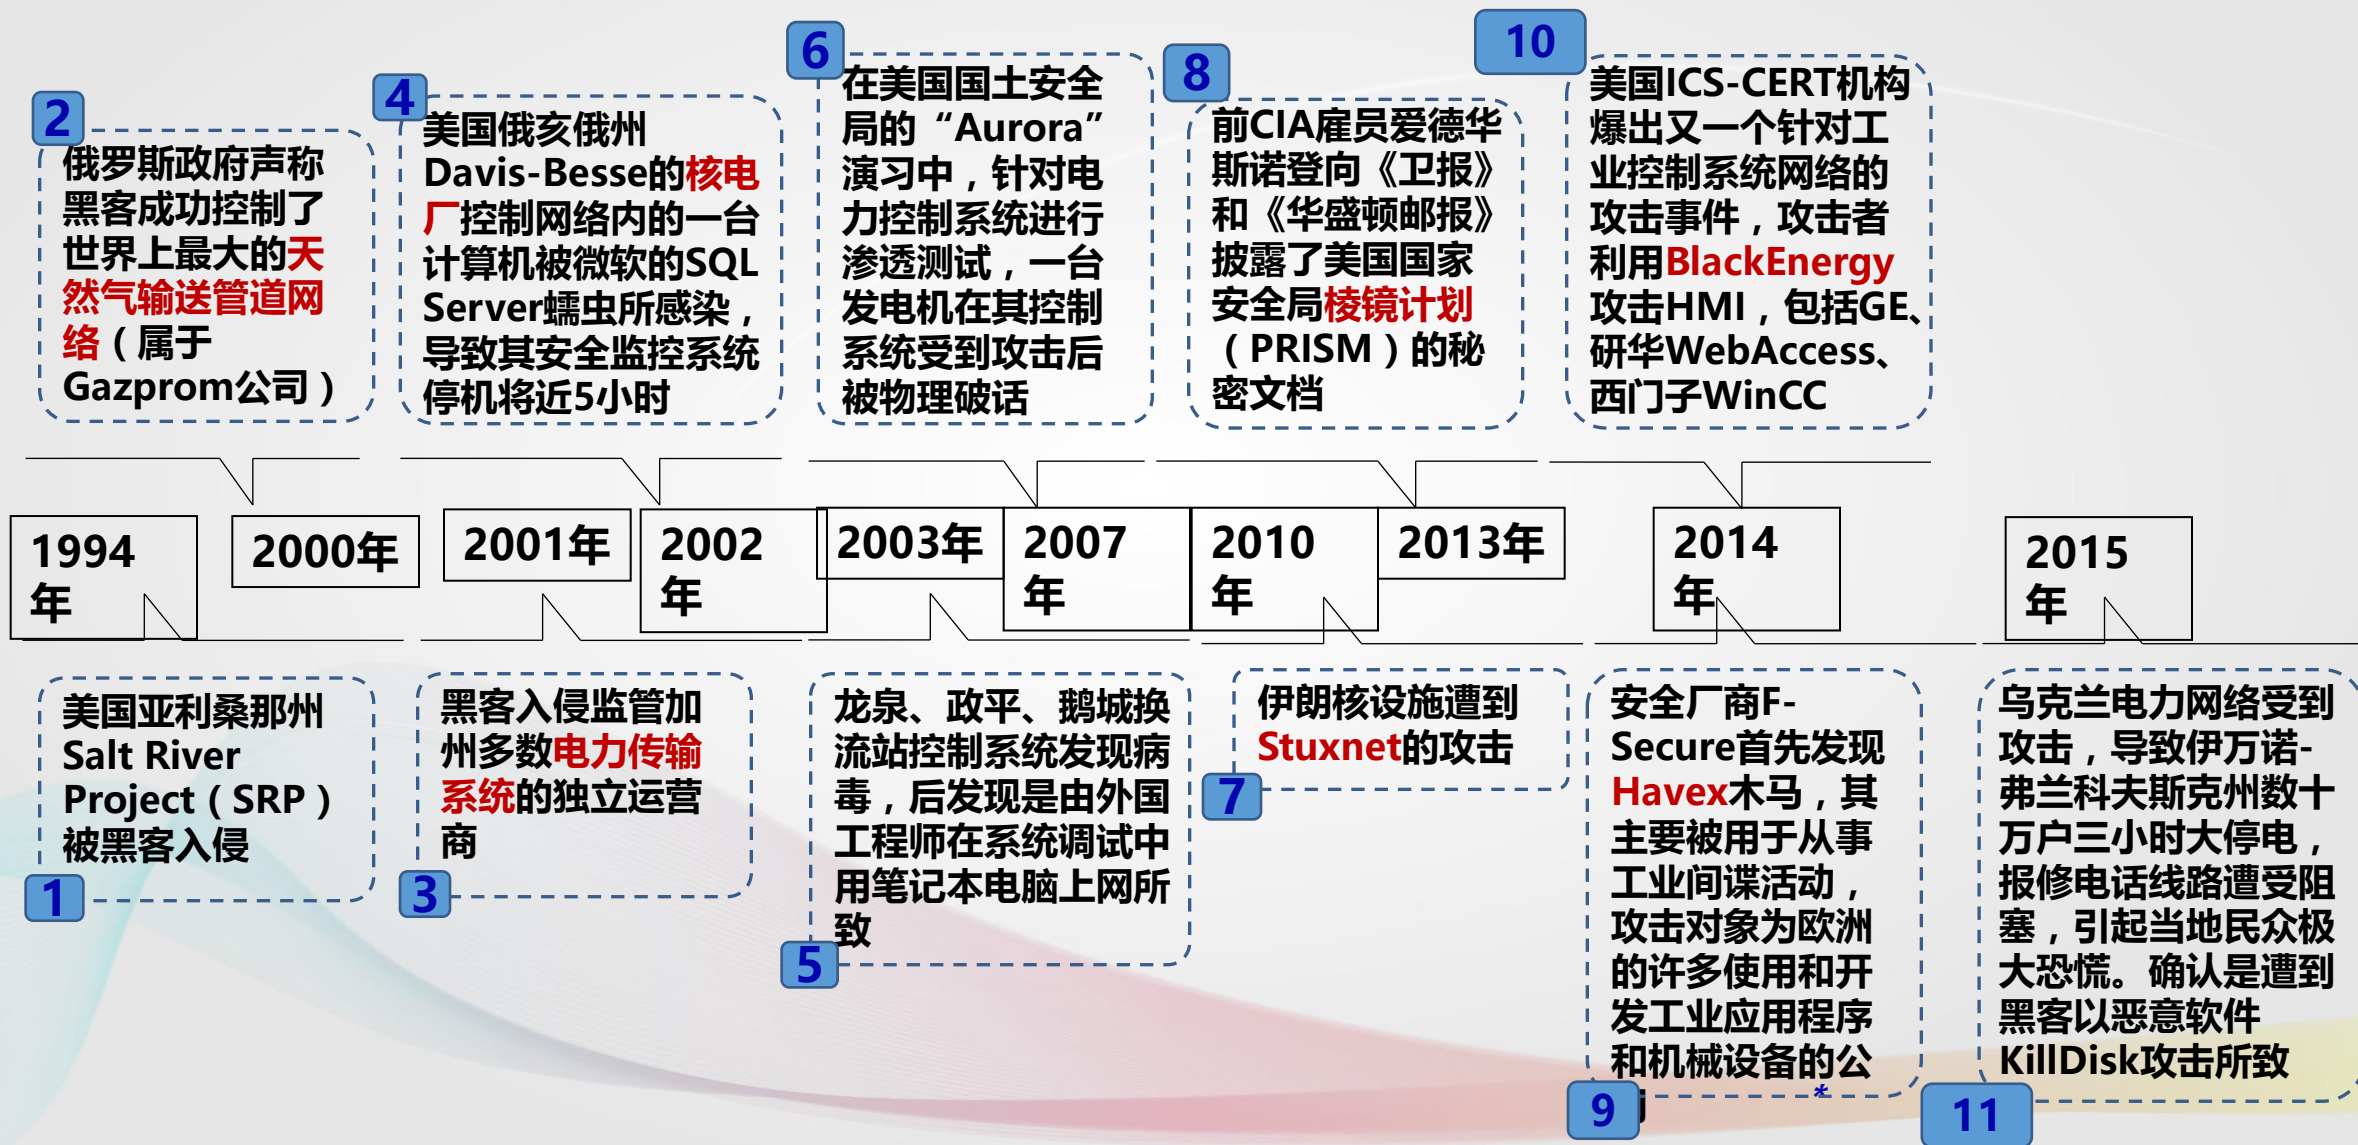 2
俄罗斯政府声称
黑客成功控制了
世界上最大的天
然气输送管道网
络（属于
Gazprom公司）
4
美国俄亥俄州
Davis-Besse的核电
厂控制网络内的一台
计算机被微软的SQL
Server蠕虫所感染，
导致其安全监控系统
停机将近5小时
6
在美国国土安全
局的“Aurora”
演习中，针对电
力控制系统进行
渗透测试，一台
发电机在其控制
系统受到攻击后
被物理破话
8
前CIA雇员爱德华
斯诺登向《卫报》
和《华盛顿邮报》
披露了美国国家
安全局棱镜计划
（PRISM）的秘
密文档
10
美国ICS-CERT机构
爆出又一个针对工
业控制系统网络的
攻击事件，攻击者
利用BlackEnergy
攻击HMI，包括GE、
研华WebAccess、
西门子WinCC
1994
年
2000年
2001年
2002
年
2003年
2007
年
2010
年
2013年
2014
年
2015
年
美国亚利桑那州
Salt River
Project（SRP）
被黑客入侵
1
黑客入侵监管加
州多数电力传输
系统的独立运营
商
3
龙泉、政平、鹅城换
流站控制系统发现病
毒，后发现是由外国
工程师在系统调试中
用笔记本电脑上网所
致
5
伊朗核设施遭到
Stuxnet的攻击
7
安全厂商F-
Secure首先发现
Havex木马，其
主要被用于从事
工业间谍活动，
攻击对象为欧洲
的许多使用和开
发工业应用程序
和机械设备的公
*
9
乌克兰电力网络受到
攻击，导致伊万诺-
弗兰科夫斯克州数十
万户三小时大停电，
报修电话线路遭受阻
塞，引起当地民众极
大恐慌。确认是遭到
黑客以恶意软件
KillDisk攻击所致
11